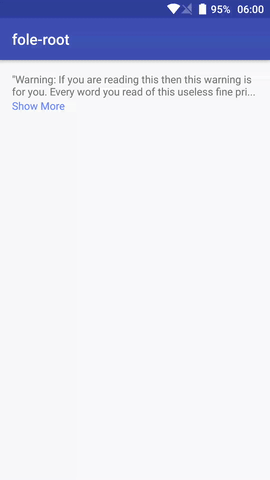 95% 06:00
fole-root
"Warning: If you are reading this then this warning is
for you. Every word you read of this useless fine pri...
Show More